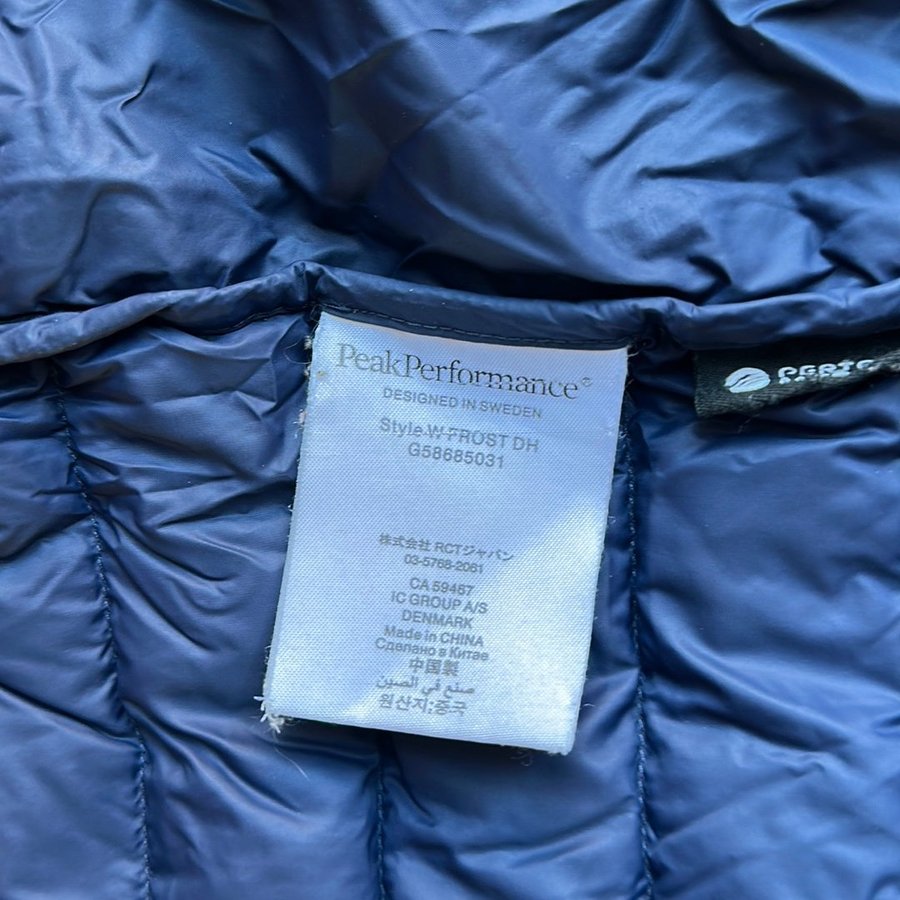 PeakPerformance®
DESIGNED IN SWEDEN
Style W FROST DH
G58685031
株式会社 RCTジャパン
03-5768-2061
CA 59457
IC GROUP A/S
DENMARK
Made in CHINA
Сделано в Китае
中国製
صنع في الصين
원산지:중국